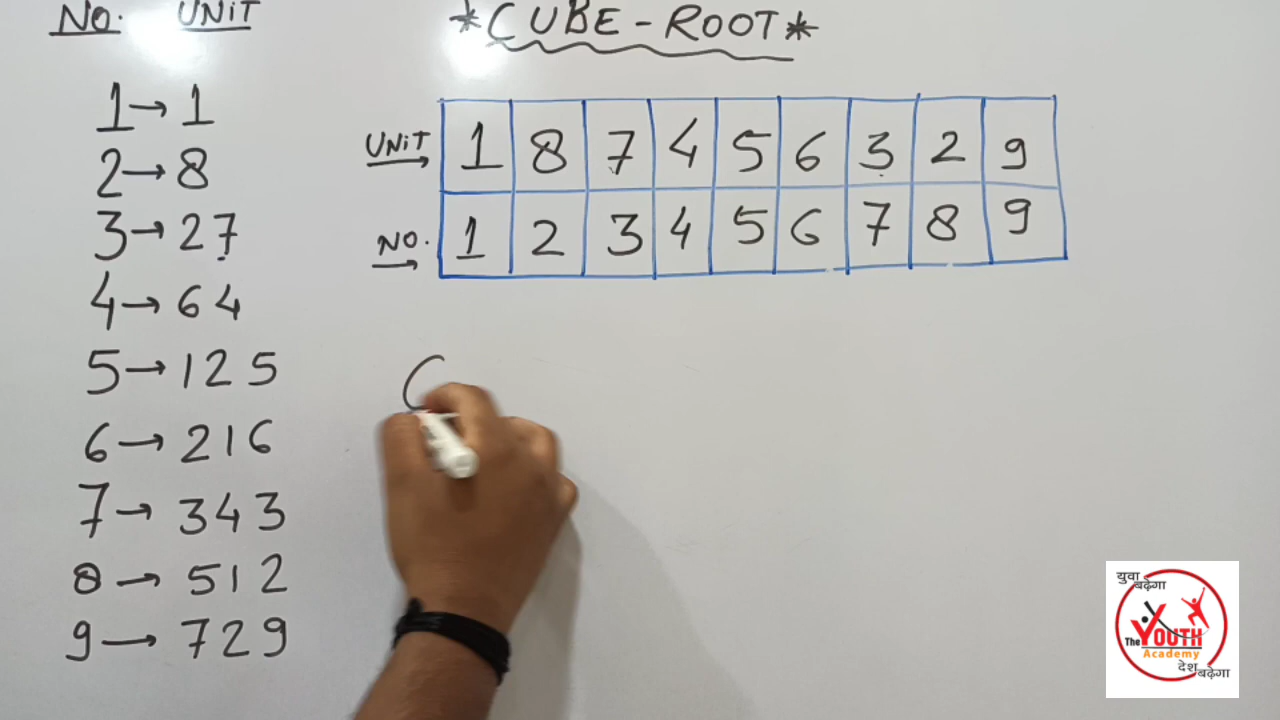 NO. UNIT
*CUBE-ROOT*
1→1
2→8
3→27
4→64
5→125
6→216
7→343
8→512
9→729
UNIT→ 1 8 7 4 5 6 3 2 9
NO.→ 1 2 3 4 5 6 7 8 9
युवा
बढ़ेगा
The YOUTH
Academy
देश
बढ़ेगा